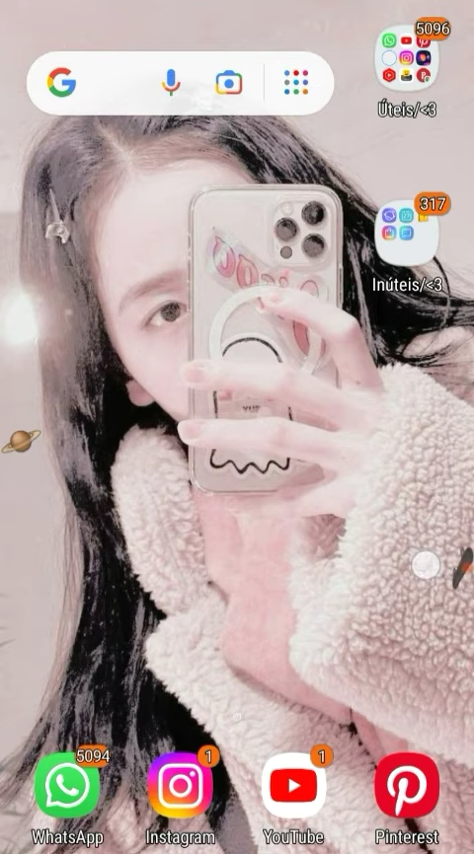 5096
Úteis/<3
317
Inúteis/<3
5094
1
1
WhatsApp
Instagram
YouTube
Pinterest